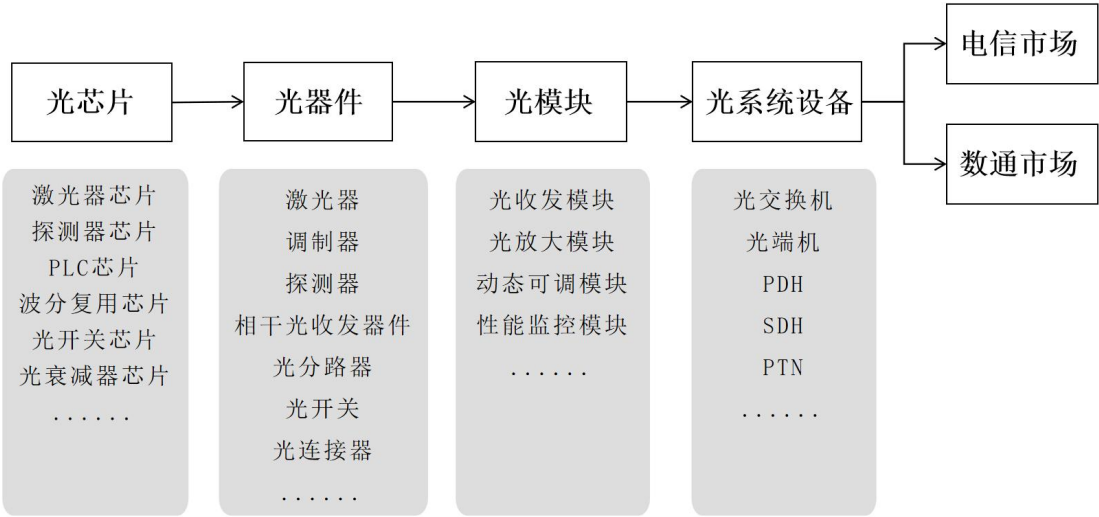 光芯片
光器件
光模块
光系统设备
电信市场
数通市场
激光器芯片
探测器芯片
PLC芯片
波分复用芯片
光开关芯片
光衰减器芯片
......
激光器
调制器
探测器
相干光收发器件
光分路器
光开关
光连接器
......
光收发模块
光放大模块
动态可调模块
性能监控模块
......
光交换机
光端机
PDH
SDH
PTN
......